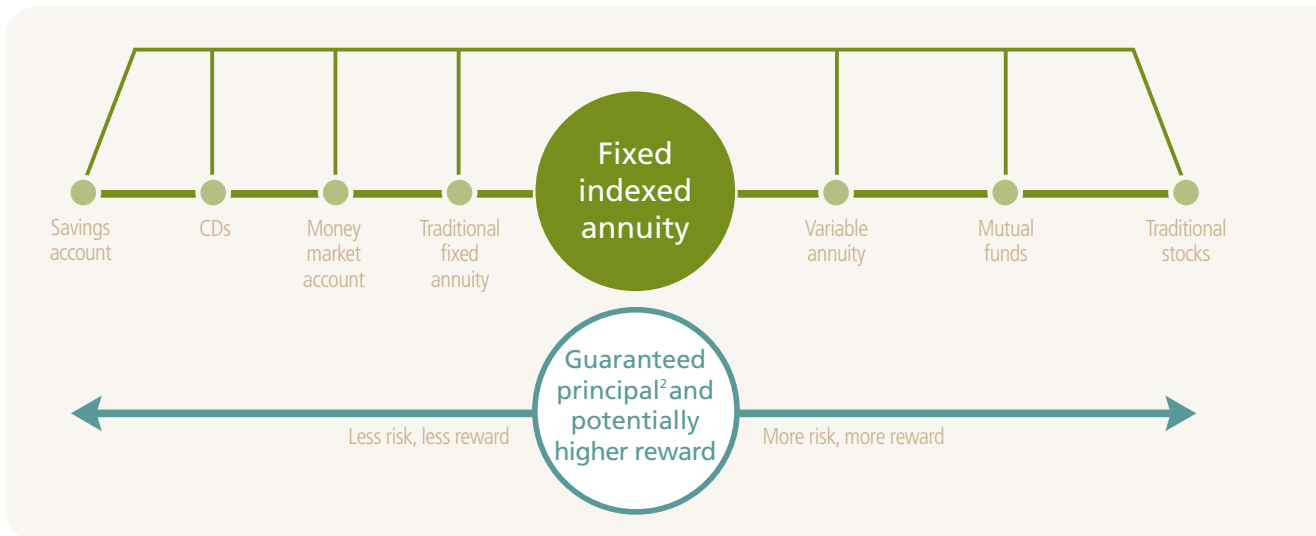 Fixed
indexed
annuity
Savings
account
CDs
Money
market
account
Traditional
fixed
annuity
Variable
annuity
Mutual
funds
Traditional
stocks
Guaranteed
principal² and
potentially
higher reward
Less risk, less reward
More risk, more reward